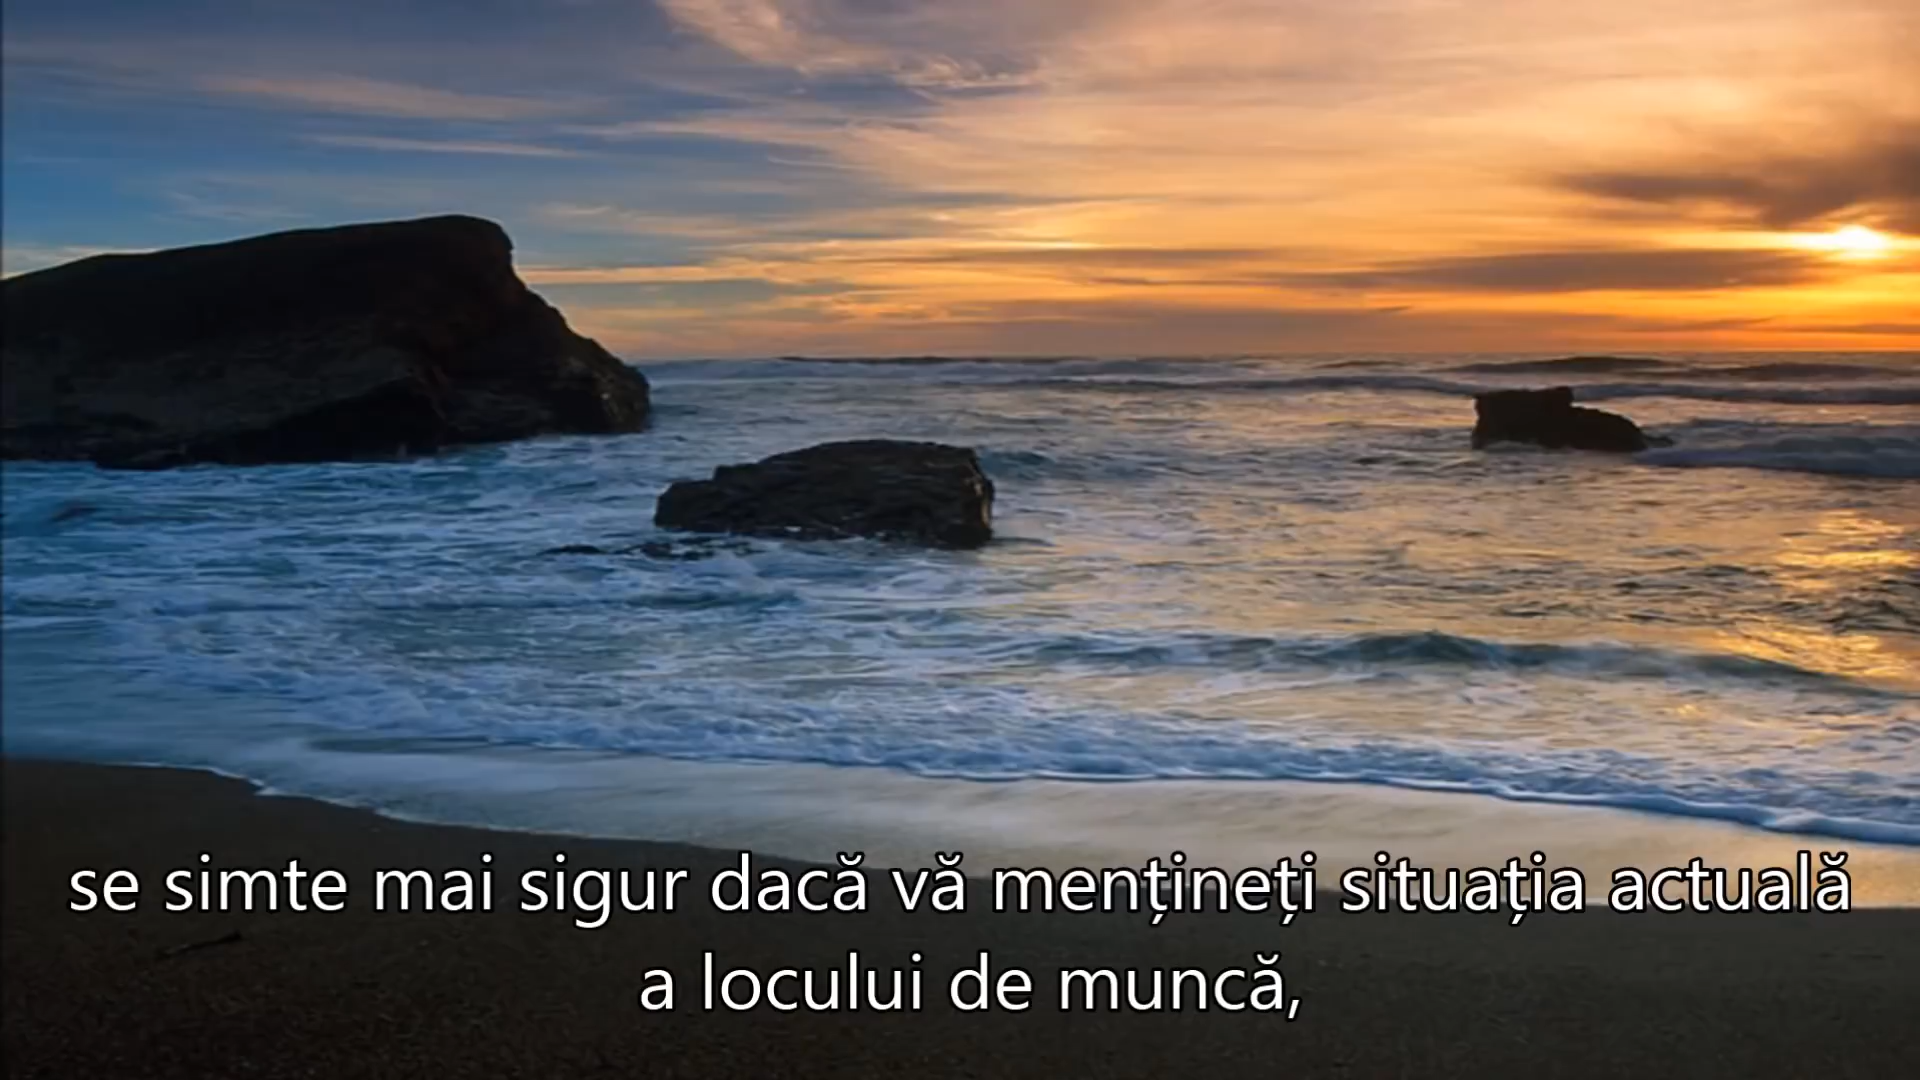 se simte mai sigur dacă vă mențineți situația actuală
a locului de muncă,